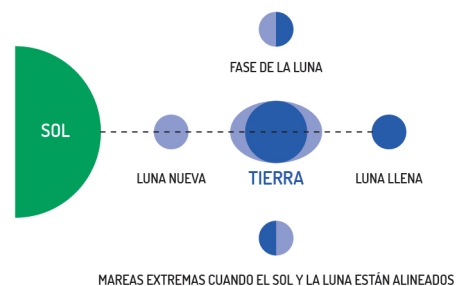 FASE DE LA LUNA
SOL
LUNA NUEVA
TIERRA
LUNA LLENA
MAREAS EXTREMAS CUANDO EL SOL Y LA LUNA ESTÁN ALINEADOS